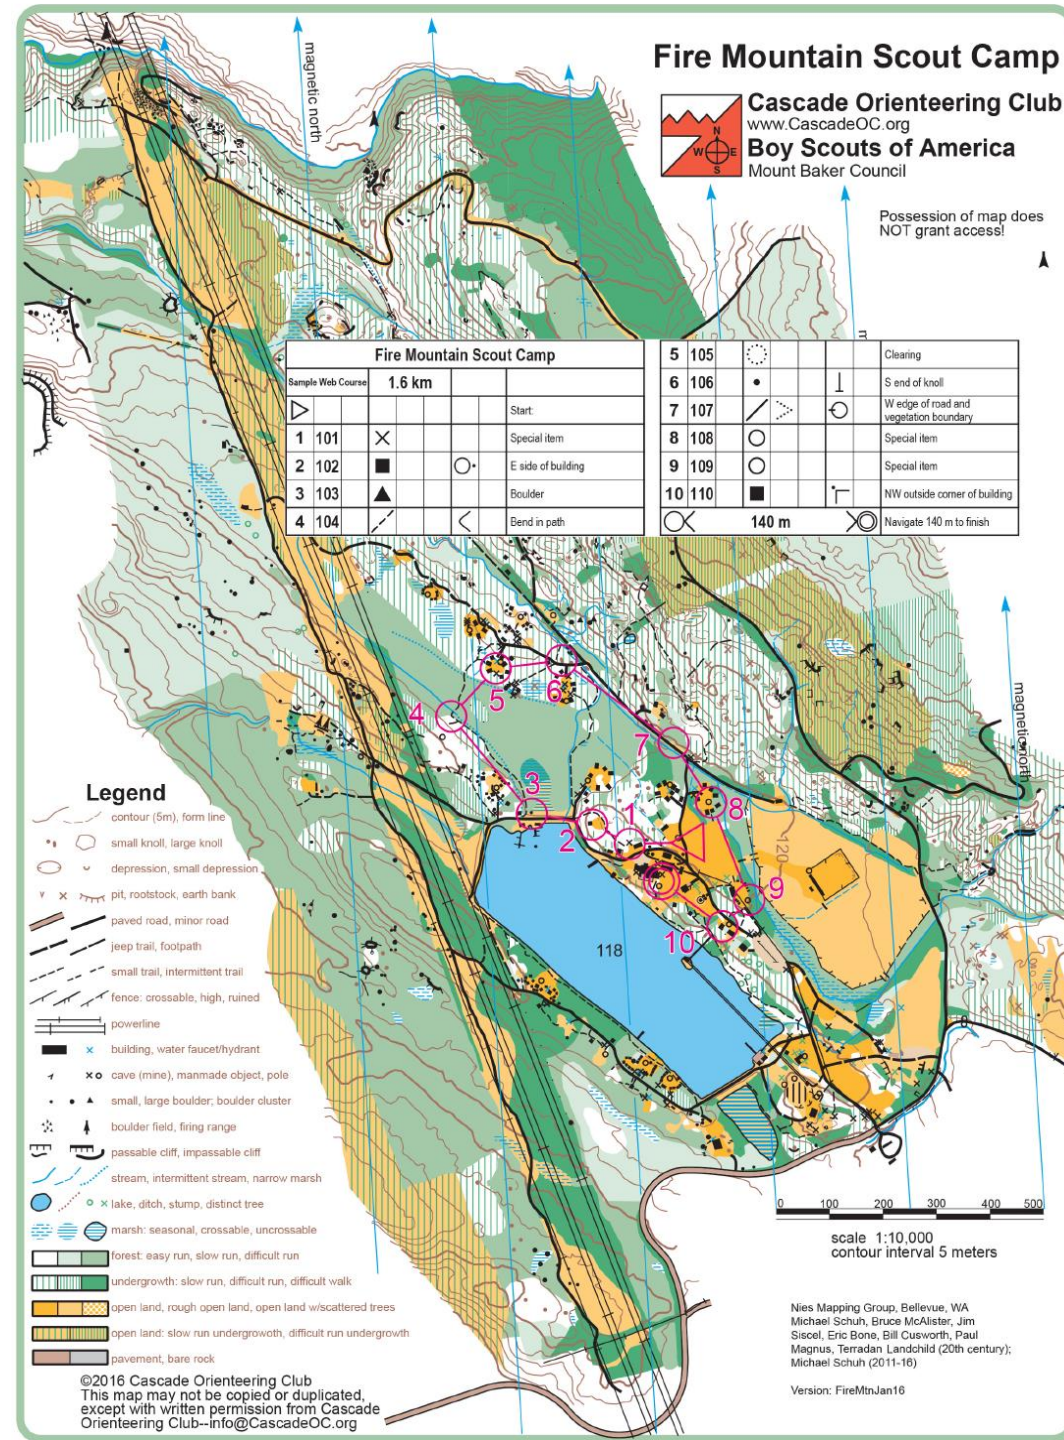 Fire Mountain Scout Camp
Cascade Orienteering Club
www.CascadeOC.org
Boy Scouts of America
Mount Baker Council
N
W E
S
Possession of map does
NOT grant access!
magnetic north
Fire Mountain Scout Camp
Sample Web Course 1.6 km
Start:
1 101 Special item
2 102 E side of building
3 103 Boulder
4 104 Bend in path
5 105 Clearing
6 106 S end of knoll
7 107 W edge of road and
vegetation boundary
8 108 Special item
9 109 Special item
10 110 NW outside corner of building
140 m Navigate 140 m to finish
magnetic north
5
6
4
7
3
8
2
1
9
10
120
118
Legend
contour (5m), form line
small knoll, large knoll
depression, small depression
pit, rootstock, earth bank
paved road, minor road
jeep trail, footpath
small trail, intermittent trail
fence: crossable, high, ruined
powerline
building, water faucet/hydrant
cave (mine), manmade object, pole
small, large boulder; boulder cluster
boulder field, firing range
passable cliff, impassable cliff
stream, intermittent stream, narrow marsh
lake, ditch, stump, distinct tree
marsh: seasonal, crossable, uncrossable
forest: easy run, slow run, difficult run
undergrowth: slow run, difficult run, difficult walk
open land, rough open land, open land w/scattered trees
open land: slow run undergrowoth, difficult run undergrowth
pavement, bare rock
0 100 200 300 400 500
scale 1:10,000
contour interval 5 meters
Nies Mapping Group, Bellevue, WA
Michael Schuh, Bruce McAlister, Jim
Siscel, Eric Bone, Bill Cusworth, Paul
Magnus, Terradan Landchild (20th century);
Michael Schuh (2011-16)
Version: FireMtnJan16
©2016 Cascade Orienteering Club
This map may not be copied or duplicated,
except with written permission from Cascade
Orienteering Club--info@CascadeOC.org